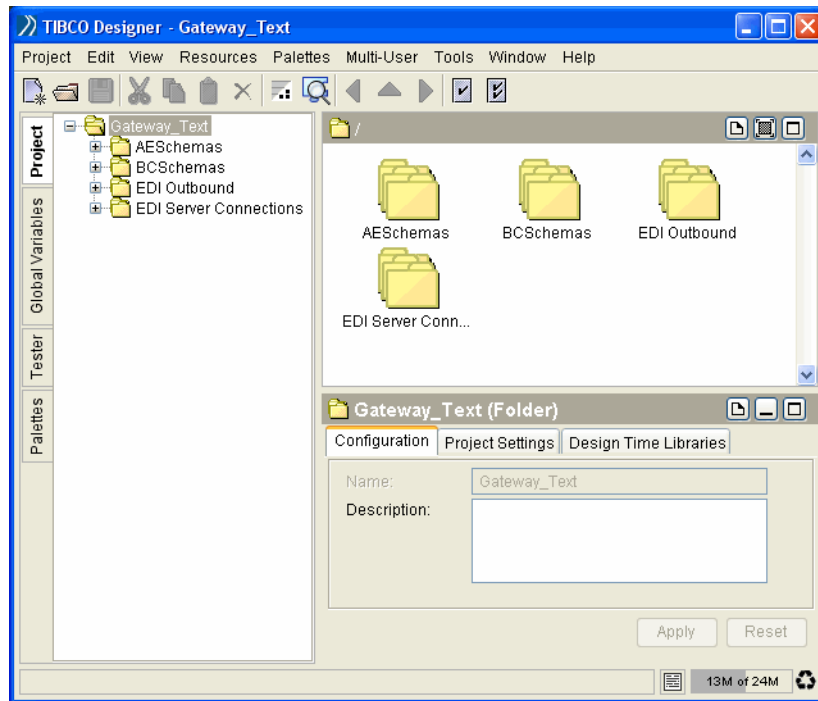 TIBCO Designer - Gateway_Text
Project Edit View Resources Palettes Multi-User Tools Window Help
Project
Global Variables
Tester
Palettes
Gateway_Text
AESchemas
BCSchemas
EDI Outbound
EDI Server Connections
/
AESchemas BCSchemas EDI Outbound
EDI Server Conn...
Gateway_Text (Folder)
Configuration Project Settings Design Time Libraries
Name: Gateway_Text
Description:
Apply Reset
13M of 24M